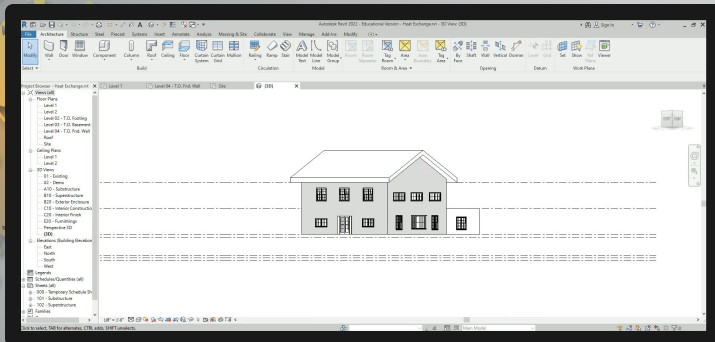 Autodesk Revit 2022 - Educational Version - Heat Exchange.rvt - 3D View {3D}
Sign In
File Architecture Structure Steel Precast Systems Insert Annotate Analyze Massing & Site Collaborate View Manage Add-Ins Modify
Modify Wall Door Window Component Column Roof Ceiling Floor Curtain System Curtain Grid Mullion Railing Ramp Stair Model Text Model Line Model Group Room Room Separator Tag Room Area Area Boundary Tag Area By Face Shaft Wall Vertical Dormer Level Grid Set Show Ref Plane Viewer
Select Build Circulation Model Room & Area Opening Datum Work Plane
Project Browser - Heat Exchange.rvt
Level 1 Level 04 - T.O. Fnd. Wall Site {3D}
Views (all)
Floor Plans
Level 1
Level 2
Level 02 - T.O. Footing
Level 03 - T.O. Basement
Level 04 - T.O. Fnd. Wall
Roof
Site
Ceiling Plans
Level 1
Level 2
3D Views
01 - Existing
02 - Demo
A10 - Substructure
B10 - Superstructure
B20 - Exterior Enclosure
C10 - Interior Constructio
C20 - Interior Finish
E20 - Furnishings
Perspective 3D
{3D}
Elevations (Building Elevation
East
North
South
West
Legends
Schedules/Quantities (all)
Sheets (all)
000 - Temporary Schedule Sh
101 - Substructure
102 - Superstructure
Families
1/8" = 1'-0"
Click to select, TAB for alternates, CTRL adds, SHIFT unselects.
Main Model